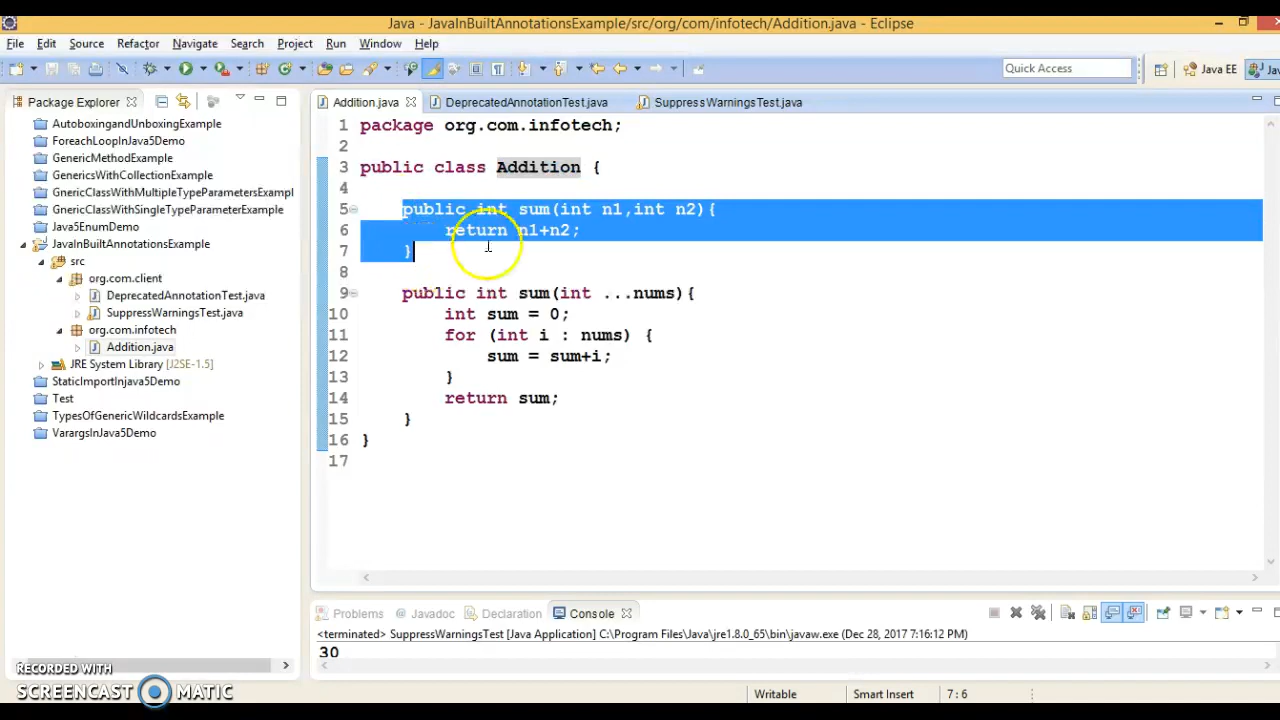 Java - JavaInBuiltAnnotationsExample/src/org/com/infotech/Addition.java - Eclipse
File Edit Source Refactor Navigate Search Project Run Window Help
Quick Access
Java EE
Package Explorer
AutoboxingandUnboxingExample
ForeachLoopInJava5Demo
GenericMethodExample
GenericsWithCollectionExample
GnericClassWithMultipleTypeParametersExampl
GnericClassWithSingleTypeParameterExample
Java5EnumDemo
JavaInBuiltAnnotationsExample
src
org.com.client
DeprecatedAnnotationTest.java
SuppressWarningsTest.java
org.com.infotech
Addition.java
JRE System Library [J2SE-1.5]
StaticImportInjava5Demo
Test
TypesOfGenericWildcardsExample
VarargsInJava5Demo
Addition.java DeprecatedAnnotationTest.java SuppressWarningsTest.java
1 package org.com.infotech;
2
3 public class Addition {
4
5 public int sum(int n1,int n2){
6 return n1+n2;
7 }
8
9 public int sum(int ...nums){
10 int sum = 0;
11 for (int i : nums) {
12 sum = sum+i;
13 }
14 return sum;
15 }
16 }
17
Problems Javadoc Declaration Console
<terminated> SuppressWarningsTest [Java Application] C:\Program Files\Java\jre1.8.0_65\bin\javaw.exe (Dec 28, 2017 7:16:12 PM)
30
Writable Smart Insert 7 : 6
RECORDED WITH
SCREENCAST MATIC